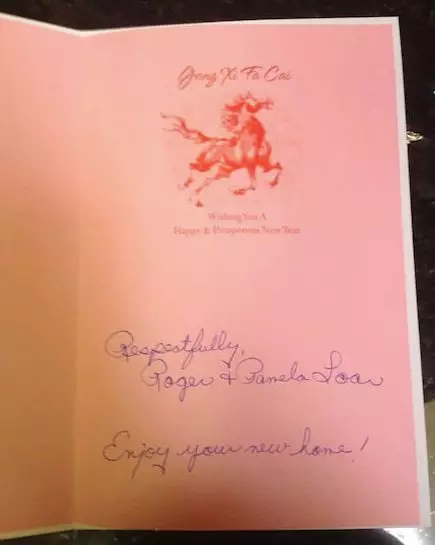 Gong Xi Fa Cai
Wishing You A
Happy & Prosperous New Year
Respectfully,
Roger & Pamela Loar
Enjoy your new home!